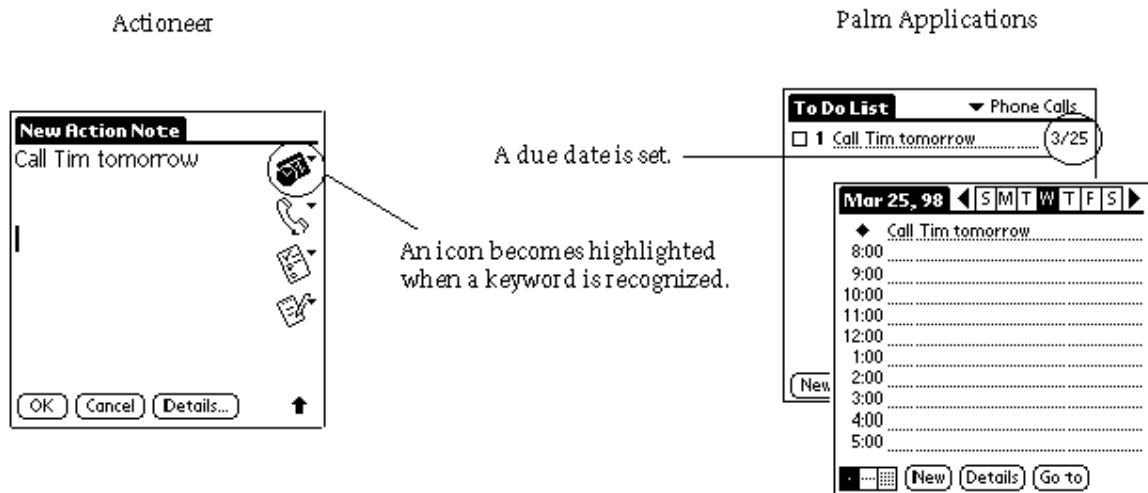 Actioneer
Palm Applications
New Action Note
Call Tim tomorrow
OK Cancel Details...
An icon becomes highlighted
when a keyword is recognized.
A due date is set.
To Do List Phone Calls
1 Call Tim tomorrow 3/25
New
Mar 25, 98 S M T W T F S
Call Tim tomorrow
8:00
9:00
10:00
11:00
12:00
1:00
2:00
3:00
4:00
5:00
New Details Go to